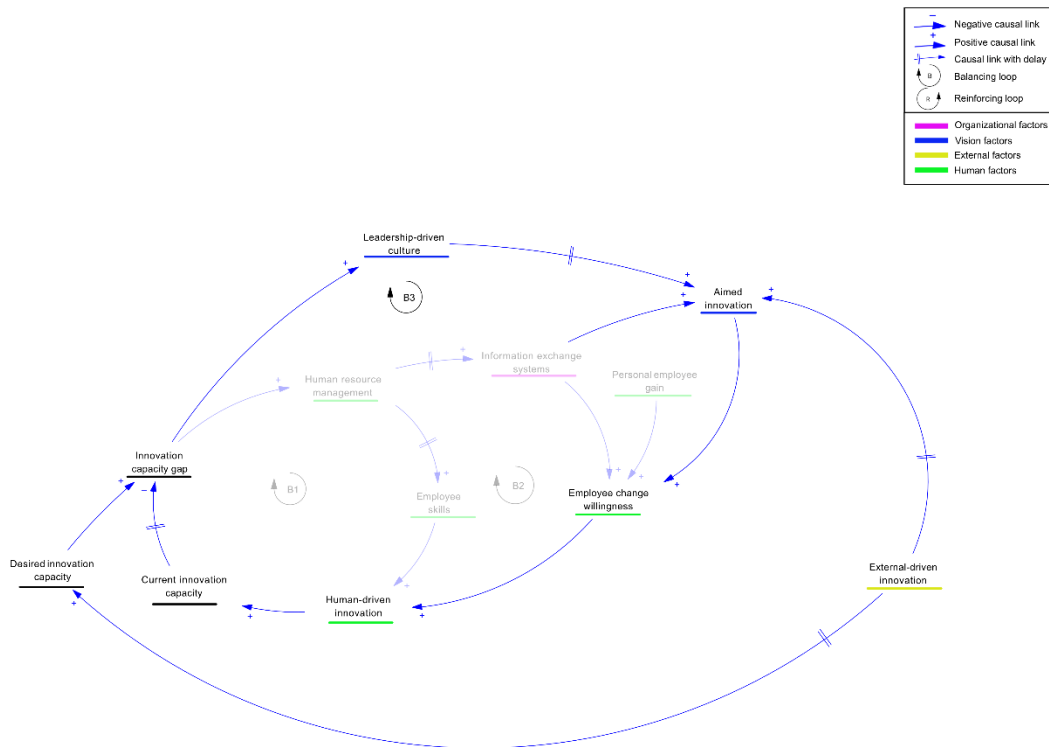 −
Negative causal link
+
Positive causal link
Causal link with delay
B
Balancing loop
R
Reinforcing loop
Organizational factors
Vision factors
External factors
Human factors
Leadership-driven
culture
+
+
+
+
Aimed
innovation
B3
Human resource
management
+
+
Information exchange
systems
Personal employee
gain
Innovation
capacity gap
+
−
B1
Employee
skills
+
B2
+
+
Employee change
willingness
+
Desired innovation
capacity
+
Current innovation
capacity
+
Human-driven
innovation
+
+
External-driven
innovation